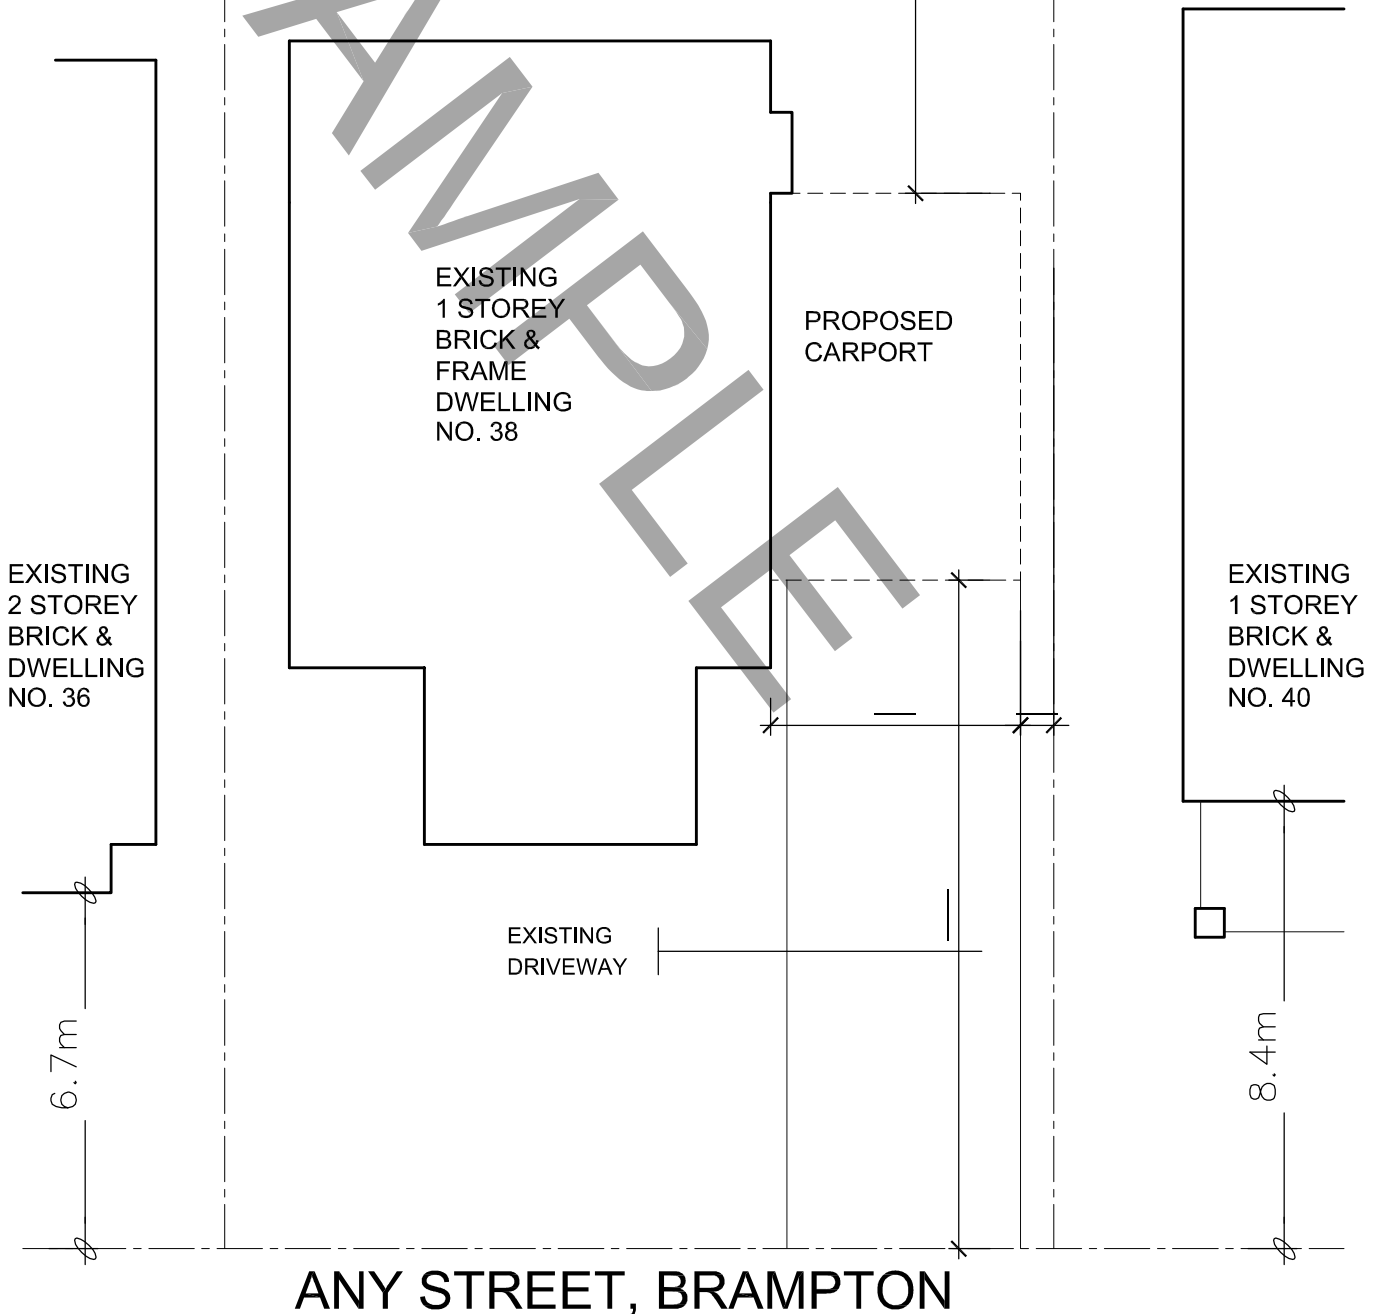 EXISTING
1 STOREY
BRICK &
FRAME
DWELLING
NO. 38
PROPOSED
CARPORT
EXISTING
2 STOREY
BRICK &
DWELLING
NO. 36
EXISTING
1 STOREY
BRICK &
DWELLING
NO. 40
EXISTING
DRIVEWAY
6.7m
8.4m
ANY STREET, BRAMPTON
AMPLE